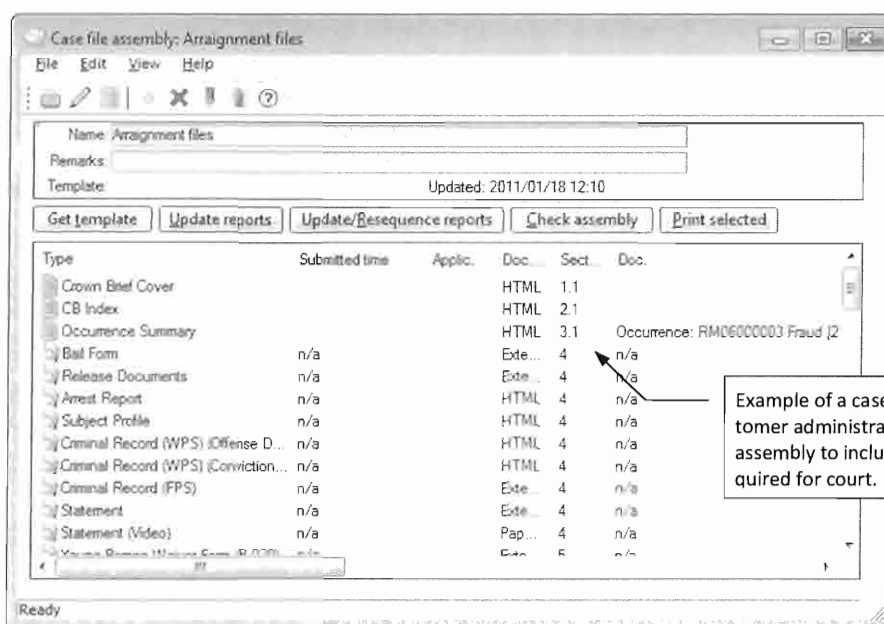 Case file assembly: Arraignment files
File Edit View Help
Name: Arraignment files
Remarks:
Template: Updated: 2011/01/18 12:10
Get template Update reports Update/Resequence reports Check assembly Print selected
Type Submitted time Applic. Doc... Sect... Doc.
Crown Brief Cover HTML 1.1
CB Index HTML 2.1
Occurrence Summary HTML 3.1 Occurrence: RM06000003 Fraud
Bail Form n/a Exte... 4 n/a
Release Documents n/a Exte... 4 n/a
Arrest Report n/a HTML 4 n/a
Subject Profile n/a HTML 4 n/a
Criminal Record (WPS) (Offense D... n/a HTML 4 n/a
Criminal Record (WPS) (Conviction... n/a HTML 4 n/a
Criminal Record (FPS) n/a Exte... 4 n/a
Statement n/a Exte... 4 n/a
Statement (Video) n/a Pap... 4 n/a
Example of a case
tomer administra
assembly to inclu
quired for court.
Ready